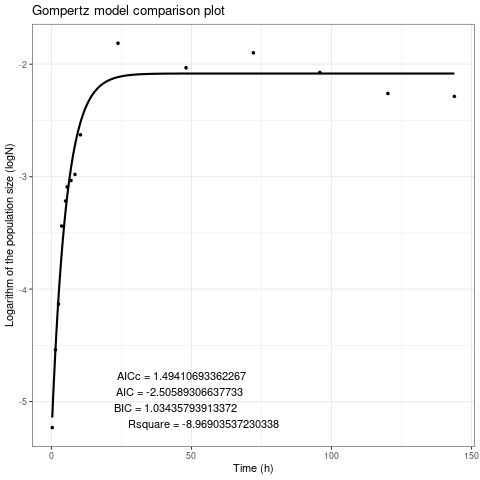 Gompertz model comparison plot
Logarithm of the population size (logN)
-2
-3
-4
-5
AICc = 1.49410693362267
AIC = -2.50589306637733
BIC = 1.03435793913372
Rsquare = -8.96903537230338
0
50
100
150
Time (h)